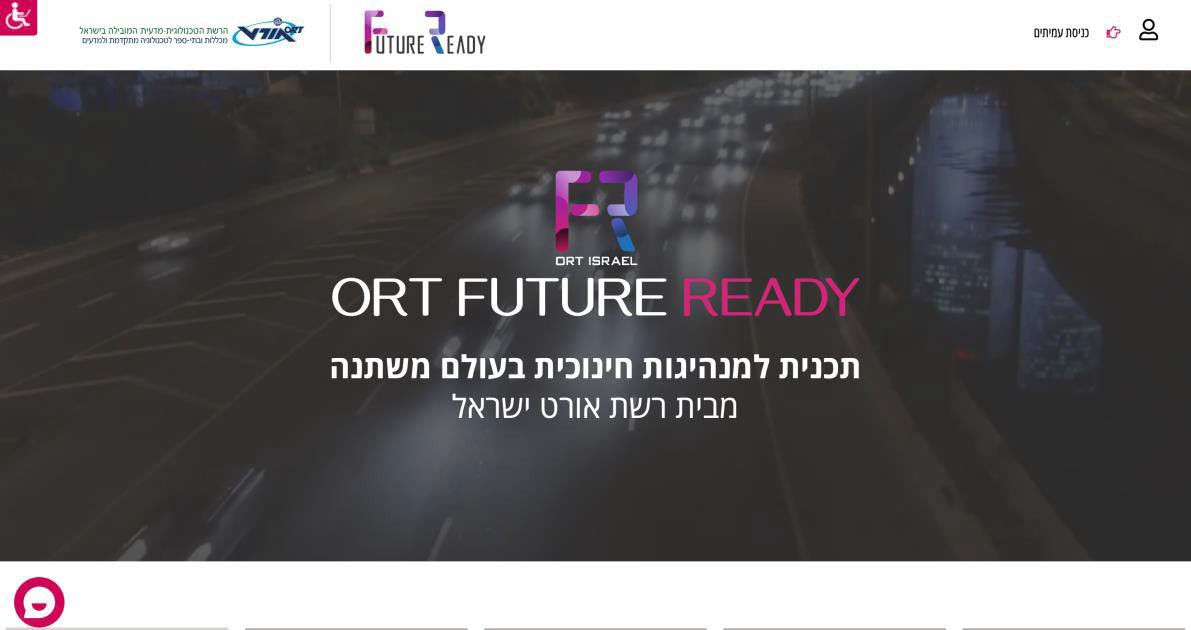 כניסת עמיתים
FUTURE READY
אורט ORT
הרשת הטכנולוגית-מדעית המובילה בישראל
מכללות ובתי-ספר לטכנולוגיה מתקדמת ולמדעים
FR
ORT ISRAEL
ORT FUTURE READY
תכנית למנהיגות חינוכית בעולם משתנה
מבית רשת אורט ישראל